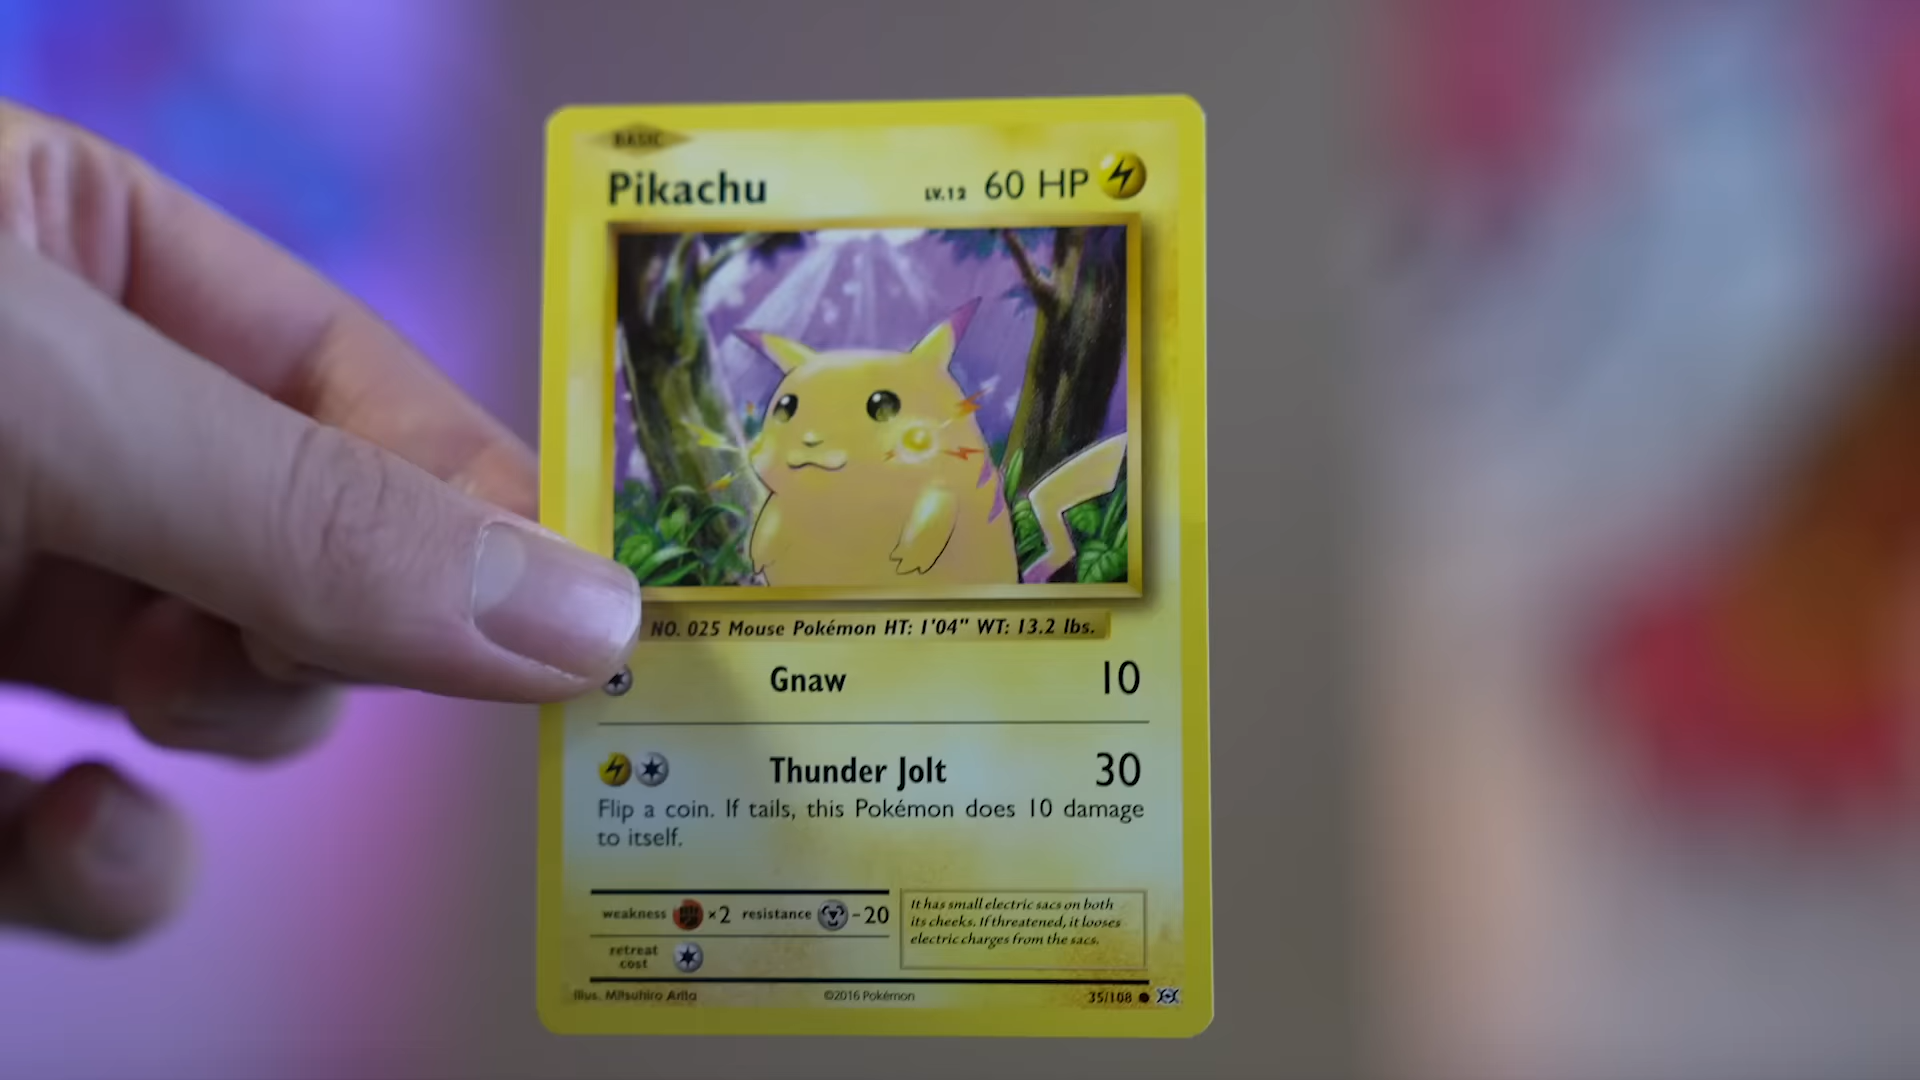 BASIC
Pikachu LV.12 60 HP
NO. 025 Mouse Pokémon HT: 1'04" WT: 13.2 lbs.
Gnaw 10
Thunder Jolt 30
Flip a coin. If tails, this Pokémon does 10 damage
to itself.
weakness ×2 resistance -20
retreat
cost
It has small electric sacs on both
its cheeks. If threatened, it looses
electric charges from the sacs.
Illus. Mitsuhiro Arita ©2016 Pokémon 35/108